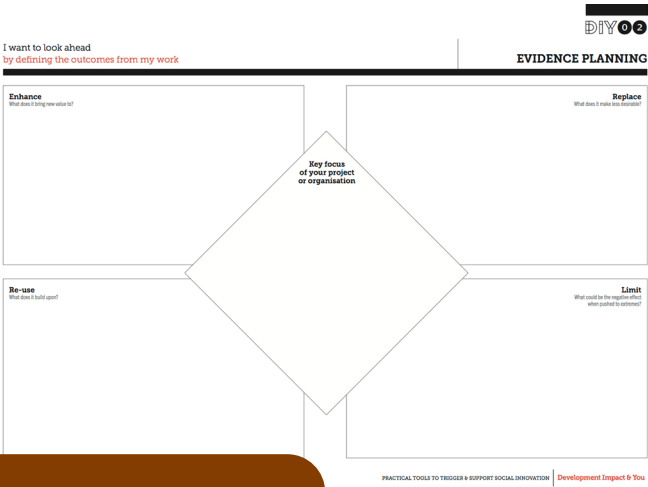 DIY 02
I want to look ahead
by defining the outcomes from my work
EVIDENCE PLANNING
Enhance
What does it bring new value to?
Replace
What does it make less desirable?
Key focus
of your project
or organisation
Re-use
What does it build upon?
Limit
What could be the negative effect
when pushed to extremes?
PRACTICAL TOOLS TO TRIGGER & SUPPORT SOCIAL INNOVATION
Development Impact & You